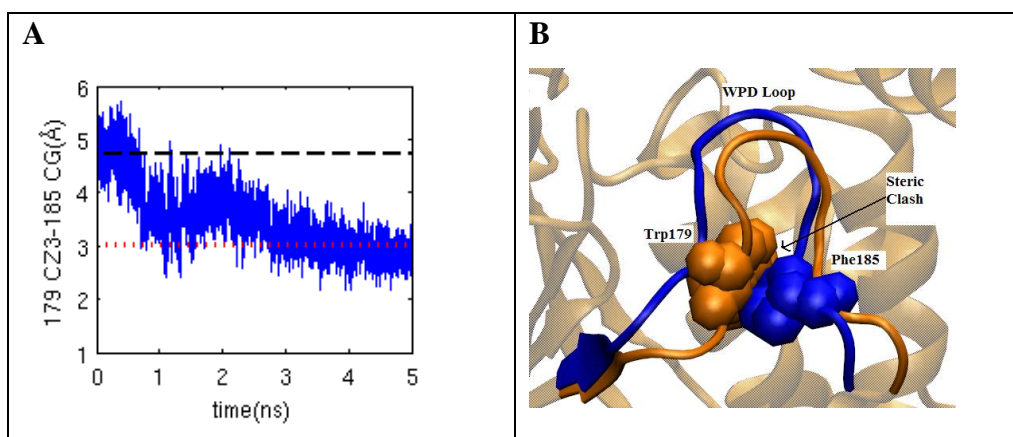 A
179 CZ3-185 CG(Å)
6
5
4
3
2
1
0 1 2 3 4 5
time(ns)
B
WPD Loop
Steric
Clash
Trp179
Phe185